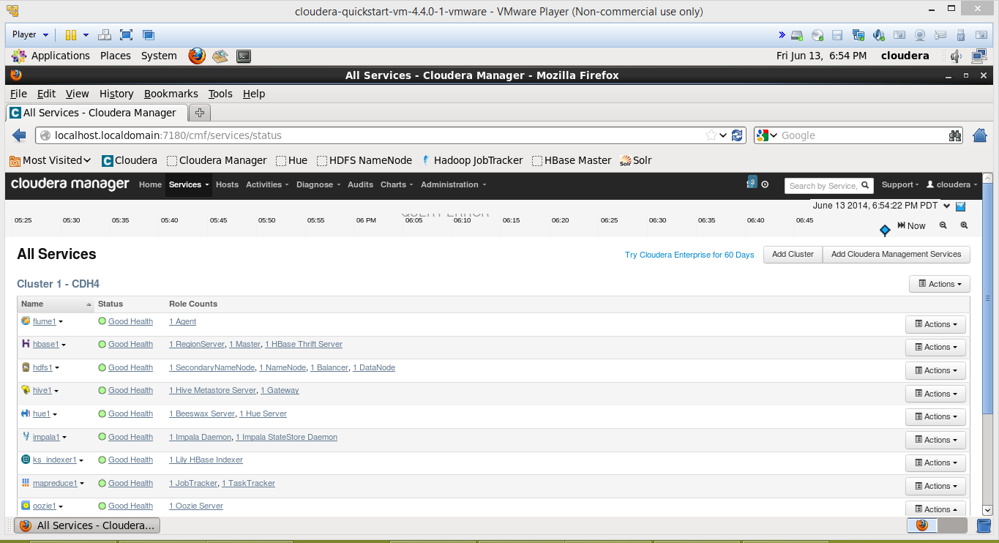 cloudera-quickstart-vm-4.4.0-1-vmware - VMware Player (Non-commercial use only)
Player
Applications Places System Fri Jun 13, 6:54 PM cloudera
All Services - Cloudera Manager - Mozilla Firefox
File Edit View History Bookmarks Tools Help
C All Services - Cloudera Manager
localhost.localdomain:7180/cmf/services/status Google
Most Visited C Cloudera Cloudera Manager Hue HDFS NameNode Hadoop JobTracker HBase Master Solr Solr
cloudera manager Home Services Hosts Activities Diagnose Audits Charts Administration 3 Search by Service, Support cloudera
June 13 2014, 6:54:22 PM PDT
QUERY ERROR
05:25 05:30 05:35 05:40 05:45 05:50 05:55 06 PM 06:05 06:10 06:15 06:20 06:25 06:30 06:35 06:40 06:45
Now
All Services Try Cloudera Enterprise for 60 Days Add Cluster Add Cloudera Management Services
Cluster 1 - CDH4 Actions
Name Status Role Counts
flume1 Good Health 1 Agent Actions
hbase1 Good Health 1 RegionServer, 1 Master, 1 HBase Thrift Server Actions
hdfs1 Good Health 1 SecondaryNameNode, 1 NameNode, 1 Balancer, 1 DataNode Actions
hive1 Good Health 1 Hive Metastore Server, 1 Gateway Actions
hue1 Good Health 1 Beeswax Server, 1 Hue Server Actions
impala1 Good Health 1 Impala Daemon, 1 Impala StateStore Daemon Actions
ks_indexer1 Good Health 1 Lily HBase Indexer Actions
mapreduce1 Good Health 1 JobTracker, 1 TaskTracker Actions
oozie1 Good Health 1 Oozie Server Actions
All Services - Cloudera...